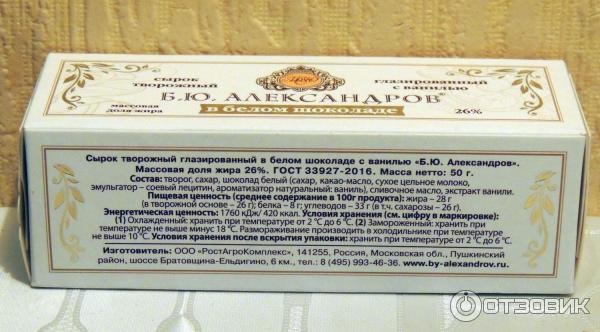 сырок
творожный
глазированный
с ванилью
Б.Ю. АЛЕКСАНДРОВ®
массовая
доля жира
в белом шоколаде
26%
Сырок творожный глазированный в белом шоколаде с ванилью «Б.Ю. Александров».
Массовая доля жира 26%. ГОСТ 33927-2016. Масса нетто: 50 г.
Состав: творог, сахар, шоколад белый (сахар, какао-масло, сухое цельное молоко,
эмульгатор – соевый лецитин, ароматизатор натуральный: ваниль), сливочное масло, экстракт ванили.
Пищевая ценность (среднее содержание в 100г продукта): жира – 28 г
(в творожной основе – 26 г); белка – 8 г; углеводов – 33 г (в т.ч. сахарозы – 26 г).
Энергетическая ценность: 1760 кДж/ 420 ккал. Условия хранения (см. цифру в маркировке):
(1) Охлажденный: хранить при температуре от 2 °C до 6 °C. (2) Замороженный: хранить при
температуре не выше минус 18 °C. Размораживание производить в холодильнике при температуре
не выше 10 °C. Условия хранения после вскрытия упаковки: хранить при температуре от 2 °C до 6 °C.
Изготовитель: ООО «РостАгроКомплекс», 141255, Россия, Московская обл., Пушкинский
район, шоссе Братовщина-Ельдигино, 6 км., тел.: 8 (495) 993-46-36. www.by-alexandrov.ru.
ОТЗОВИК